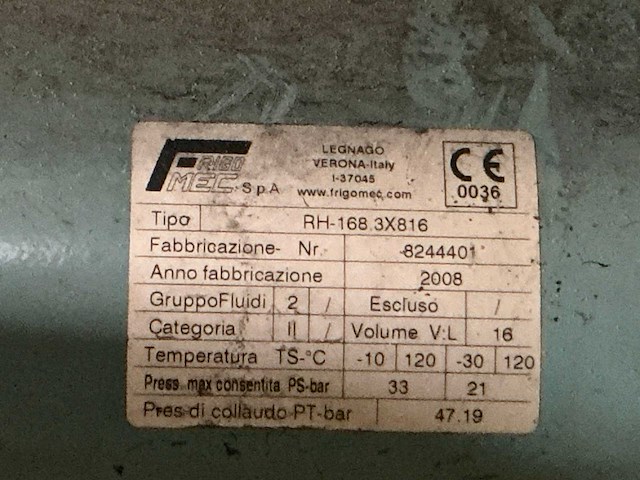 FRIGO
MEC S.p.A
LEGNAGO
VERONA-Italy
I-37045
www.frigomec.com
CE
0036
Tipo RH-168.3X816
Fabbricazione- Nr. 8244401
Anno fabbricazione 2008
GruppoFluidi 2 / Escluso /
Categoria II / Volume V:L 16
Temperatura TS-°C -10 120 -30 120
Press. max consentita PS-bar 33 21
Pres di collaudo PT-bar 47.19